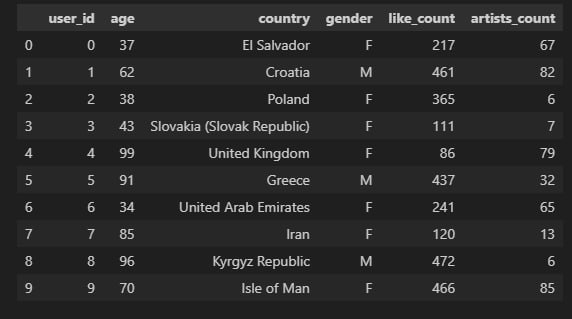 user_id age country gender like_count artists_count
0 0 37 El Salvador F 217 67
1 1 62 Croatia M 461 82
2 2 38 Poland F 365 6
3 3 43 Slovakia (Slovak Republic) F 111 7
4 4 99 United Kingdom F 86 79
5 5 91 Greece M 437 32
6 6 34 United Arab Emirates F 241 65
7 7 85 Iran F 120 13
8 8 96 Kyrgyz Republic M 472 6
9 9 70 Isle of Man F 466 85